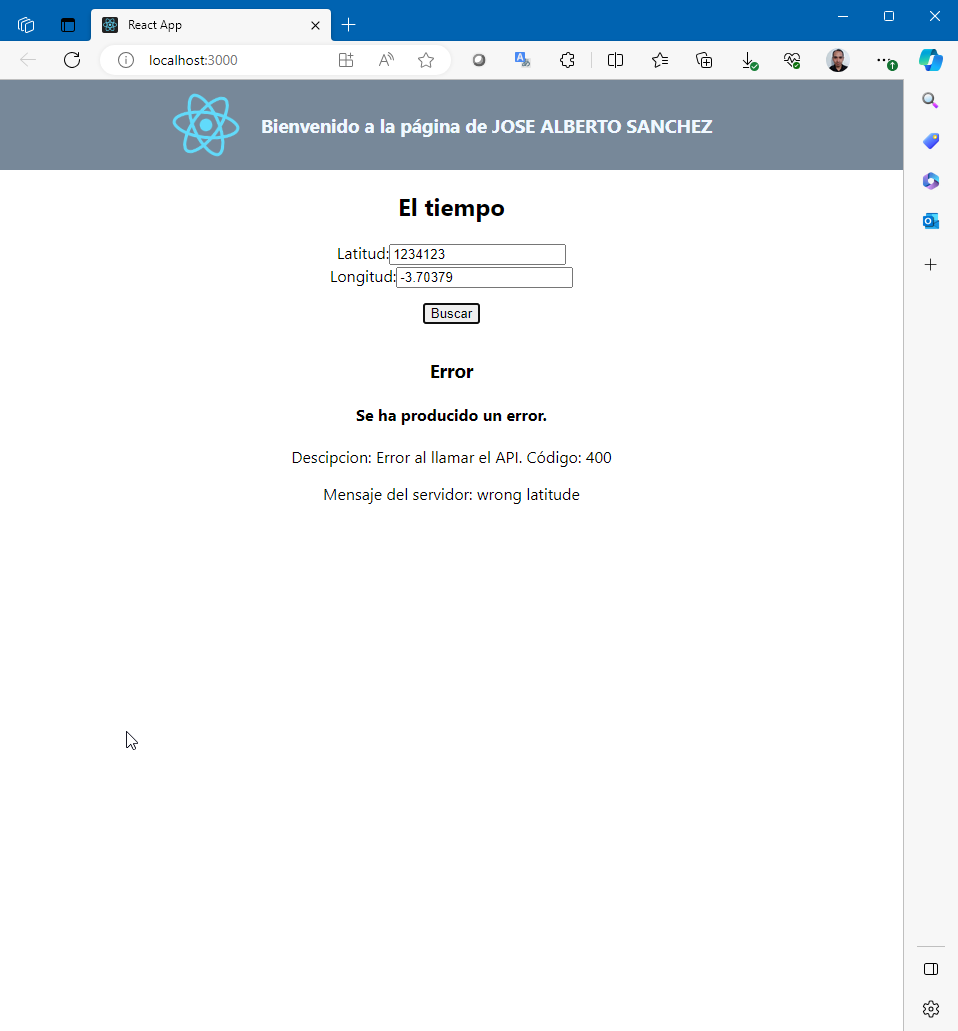 React App
localhost:3000
Bienvenido a la página de JOSE ALBERTO SANCHEZ
El tiempo
Latitud: 1234123
Longitud: -3.70379
Buscar
Error
Se ha producido un error.
Descipcion: Error al llamar el API. Código: 400
Mensaje del servidor: wrong latitude